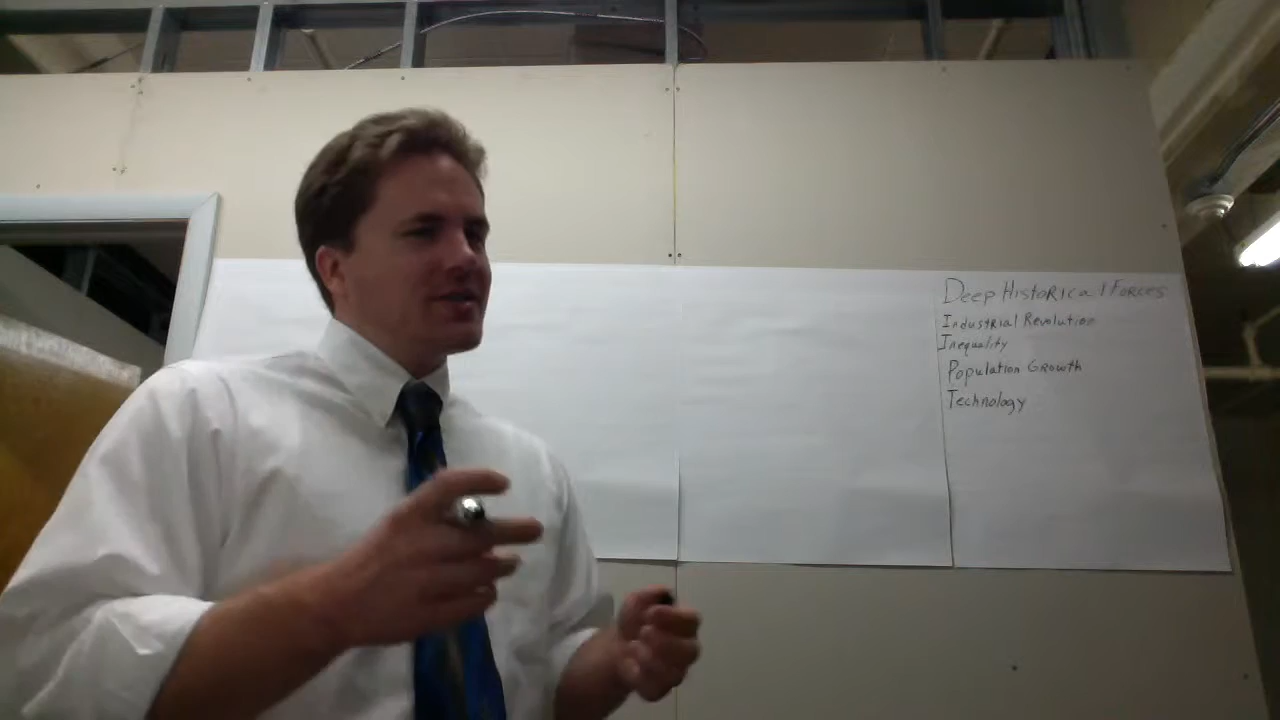 Deep Historical Forces
Industrial Revolution
Inequality
Population Growth
Technology